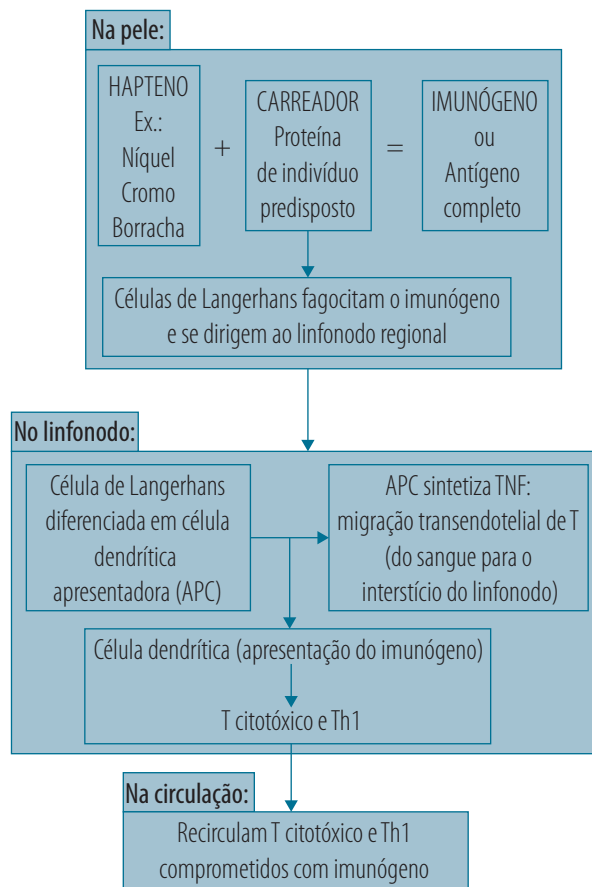 Na pele:
HAPTENO
Ex.:
Níquel
Cromo
Borracha
+
CARREADOR
Proteína
de indivíduo
predisposto
=
IMUNÓGENO
ou
Antígeno
completo
Células de Langerhans fagocitam o imunógeno
e se dirigem ao linfonodo regional
No linfonodo:
Célula de Langerhans
diferenciada em célula
dendrítica
apresentadora (APC)
APC sintetiza TNF:
migração transendotelial de T
(do sangue para o
interstício do linfonodo)
Célula dendrítica (apresentação do imunógeno)
T citotóxico e Th1
Na circulação:
Recirculam T citotóxico e Th1
comprometidos com imunógeno